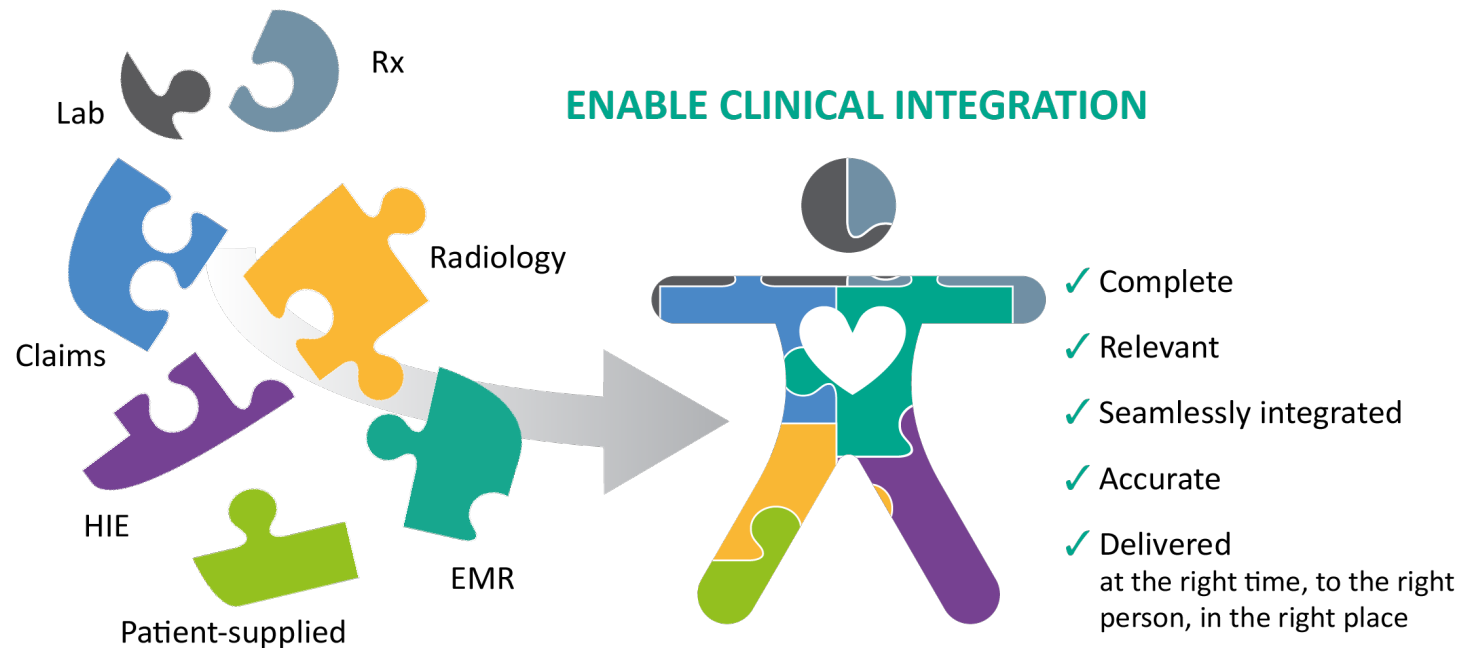 Rx
Lab
ENABLE CLINICAL INTEGRATION
Radiology
Claims
HIE
EMR
Patient-supplied
✓ Complete
✓ Relevant
✓ Seamlessly integrated
✓ Accurate
✓ Delivered
at the right time, to the right
person, in the right place